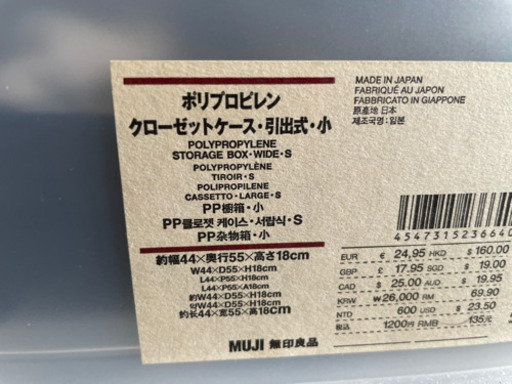 ポリプロピレン
クローゼットケース・引出式・小
POLYPROPYLENE
STORAGE BOX・WIDE・S
POLYPROPYLÈNE
TIROIR・S
POLIPROPILENE
CASSETTO・LARGE・S
PP橱箱・小
PP클로젯 케이스・서랍식・S
PP杂物箱・小
約幅44×奥行55×高さ18cm
W44×D55×H18cm
L44×P55×H18cm
L44×P55×A18cm
約W44×D55×H18cm
약W44×D55×H18cm
约长44×宽55×高18cm
MUJI 無印良品
MADE IN JAPAN
FABRIQUÉ AU JAPON
FABBRICATO IN GIAPPONE
原產地 日本
제조국명:일본
4547315236640
EUR € 24,95 HKD $ 160.00
GBP £ 17.95 SGD $ 19.00
CAD $ 25.00 AUD $ 19.95
KRW ₩26,000 RM 69.90
NTD 600 USD $ 23.50
税込 1200円 RMB 135元